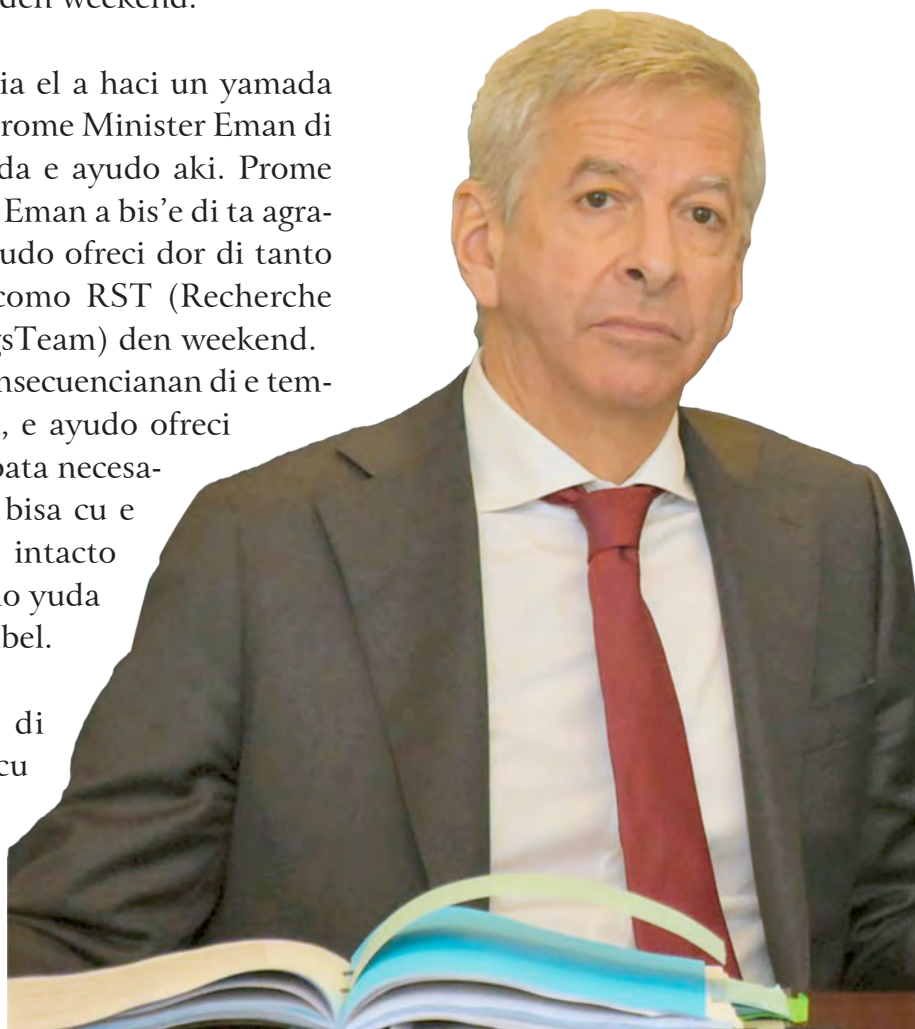 den weekend.
ia el a haci un yamada
rome Minister Eman di
da e ayudo aki. Prome
Eman a bis'e di ta agra-
udo ofreci dor di tanto
como RST (Recherche
gsTeam) den weekend.
nsecuencianan di e tem-
, e ayudo ofreci
pata necesa-
bisa cu e
intacto
o yuda
bel.
di
cu